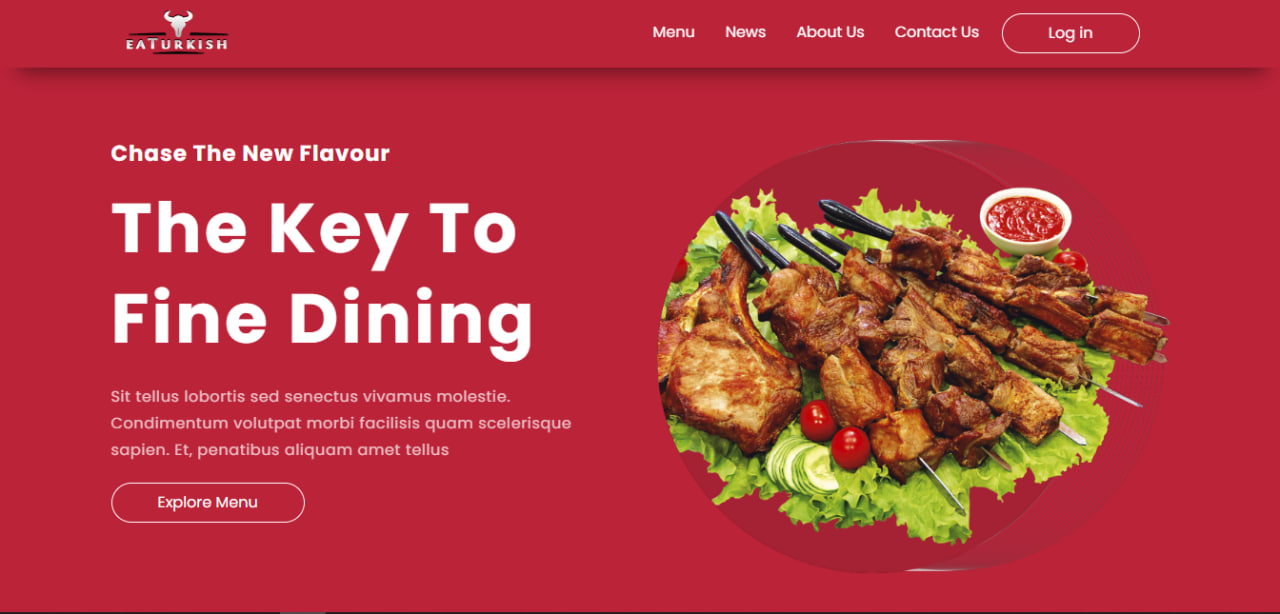 EATURKISH
Menu News About Us Contact Us Log in
Chase The New Flavour
The Key To
Fine Dining
Sit tellus lobortis sed senectus vivamus molestie.
Condimentum volutpat morbi facilisis quam scelerisque
sapien. Et, penatibus aliquam amet tellus
Explore Menu